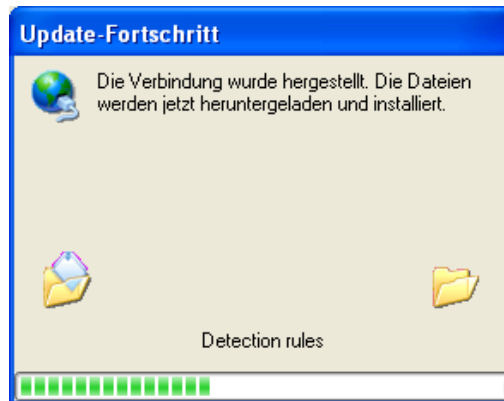 Update-Fortschritt
Die Verbindung wurde hergestellt. Die Dateien
werden jetzt heruntergeladen und installiert.
Detection rules